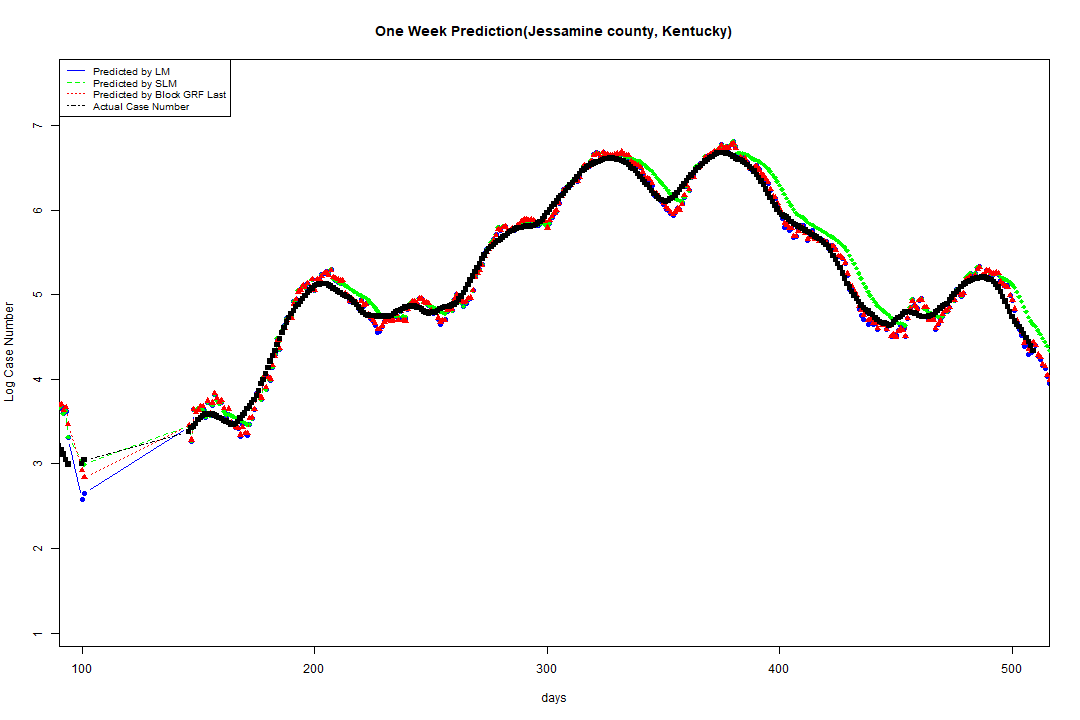 One Week Prediction(Jessamine county, Kentucky)
Predicted by LM
Predicted by SLM
Predicted by Block GRF Last
Actual Case Number
Log Case Number
7
6
5
4
3
2
1
100 200 300 400 500
days